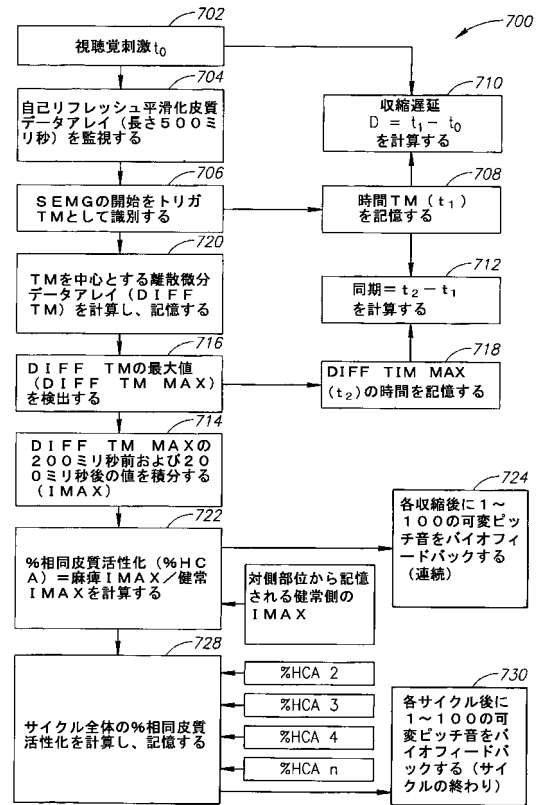 702
700
視聴覚刺激t₀
704
自己リフレッシュ平滑化皮質
データアレイ(長さ500ミ
リ秒)を監視する
710
収縮遅延
D = t₁- t₀
を計算する
706
SEMGの開始をトリガ
TMとして識別する
708
時間TM(t₁)
を記憶する
720
TMを中心とする離散微分
データアレイ(DIFF
TM)を計算し、記憶する
712
同期=t₂-t₁
を計算する
716
DIFF TMの最大値
(DIFF TM MAX)
を検出する
718
DIFF TIM MAX
(t₂)の時間を記憶する
714
DIFF TM MAXの
200ミリ秒前および20
0ミリ秒後の値を積分する
(IMAX)
724
各収縮後に1~
100の可変ピッ
チ音をバイオフィ
ードバックする
(連続)
722
%相同皮質活性化(%HC
A)=麻痺IMAX/健常
IMAXを計算する
対側部位から記憶
される健常側の
IMAX
728
サイクル全体の%相同皮質
活性化を計算し、記憶する
%HCA 2
%HCA 3
%HCA 4
%HCA n
730
各サイクル後に
1~100の可
変ピッチ音をバ
イオフィードバ
ックする(サイ
クルの終わり)